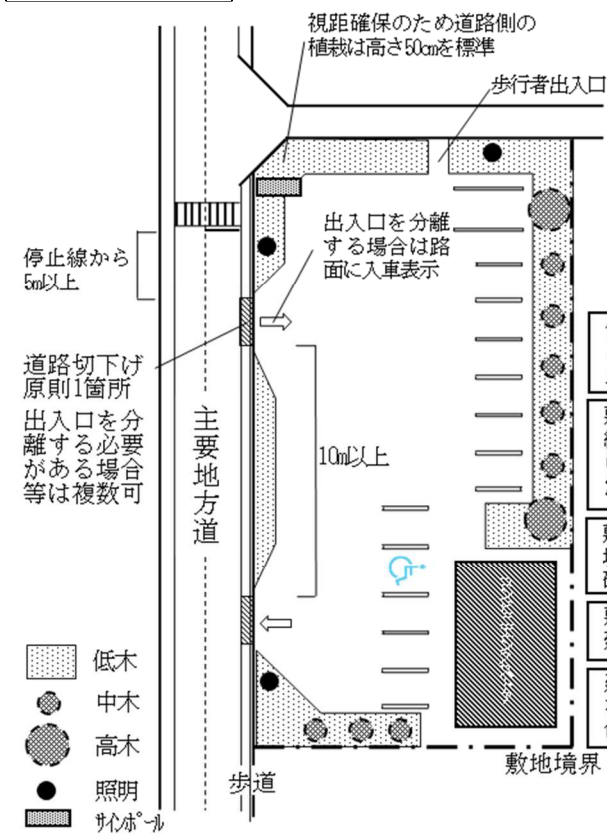 視距確保のため道路側の
植栽は高さ50cmを標準
歩行者出入口
停止線から
5m以上
出入口を分離
する場合は路
面に入車表示
道路切下げ
原則1箇所
出入口を分
離する必要
がある場合
等は複数可
主要地方道
10m以上
低木
中木
高木
照明
サインポール
歩道
敷地境界